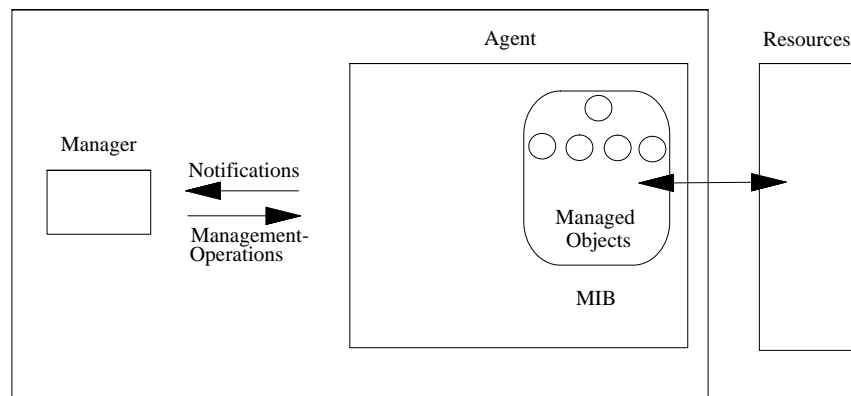 Agent
Resources
Manager
Notifications
Management-
Operations
Managed
Objects
MIB